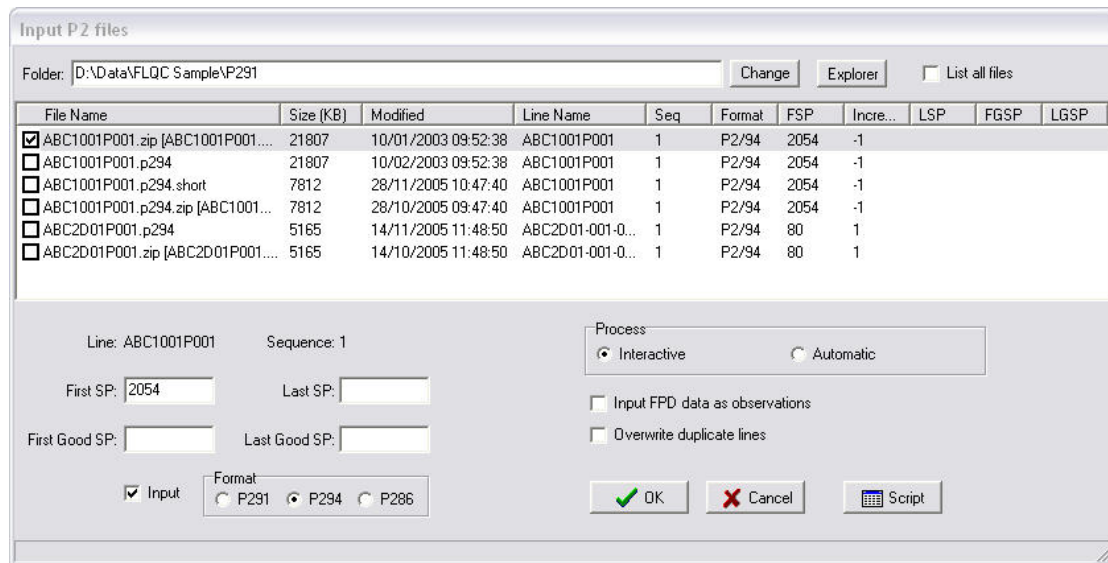 Input P2 files
Folder: D:\Data\FLQC Sample\P291 Change Explorer List all files
File Name Size (KB) Modified Line Name Seq Format FSP Incre... LSP FGSP LGSP
ABC1001P001.zip [ABC1001P001.... 21807 10/01/2003 09:52:38 ABC1001P001 1 P2/94 2054 -1
ABC1001P001.p294 21807 10/02/2003 09:52:38 ABC1001P001 1 P2/94 2054 -1
ABC1001P001.p294.short 7812 28/11/2005 10:47:40 ABC1001P001 1 P2/94 2054 -1
ABC1001P001.p294.zip [ABC1001... 7812 28/10/2005 09:47:40 ABC1001P001 1 P2/94 2054 -1
ABC2D01P001.p294 5165 14/11/2005 11:48:50 ABC2D01-001-0... 1 P2/94 80 1
ABC2D01P001.zip [ABC2D01P001.... 5165 14/10/2005 11:48:50 ABC2D01-001-0... 1 P2/94 80 1
Line: ABC1001P001 Sequence: 1
First SP: 2054 Last SP:
First Good SP: Last Good SP:
Input
Format
P291 P294 P286
Process
Interactive Automatic
Input FPD data as observations
Overwrite duplicate lines
OK Cancel Script